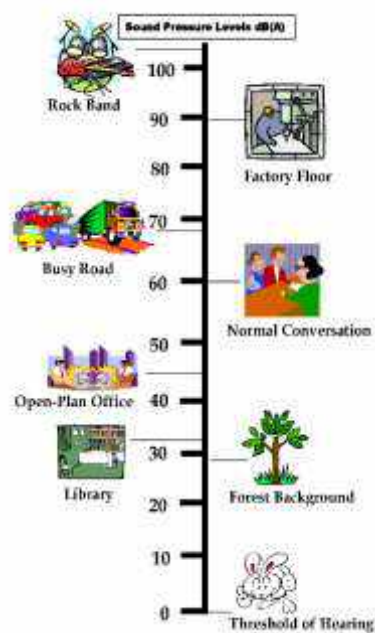 Sound Pressure Levels dB(A)
100
Rock Band
90
Factory Floor
80
70
Busy Road
60
Normal Conversation
50
Open-Plan Office
40
30
Library
Forest Background
20
10
0
Threshold of Hearing